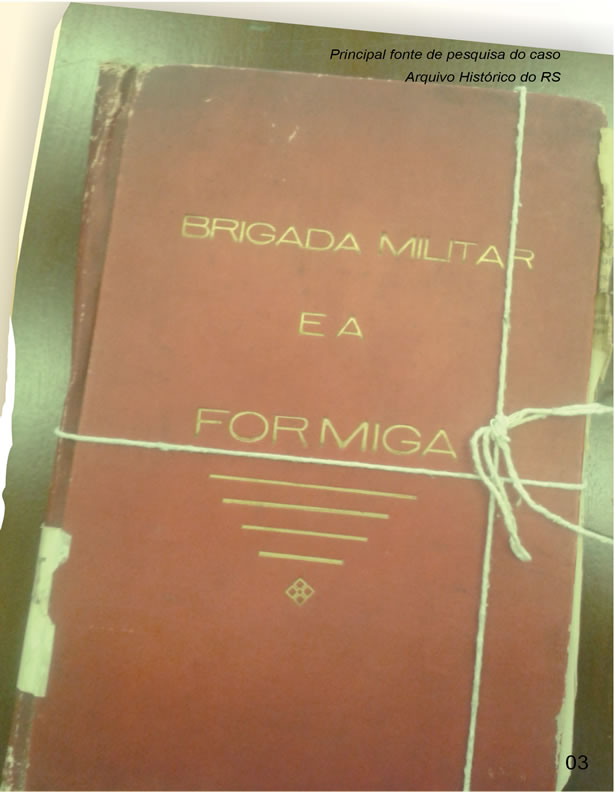 Principal fonte de pesquisa do caso
Arquivo Histórico do RS
BRIGADA MILITAR
E A
FORMIGA
03